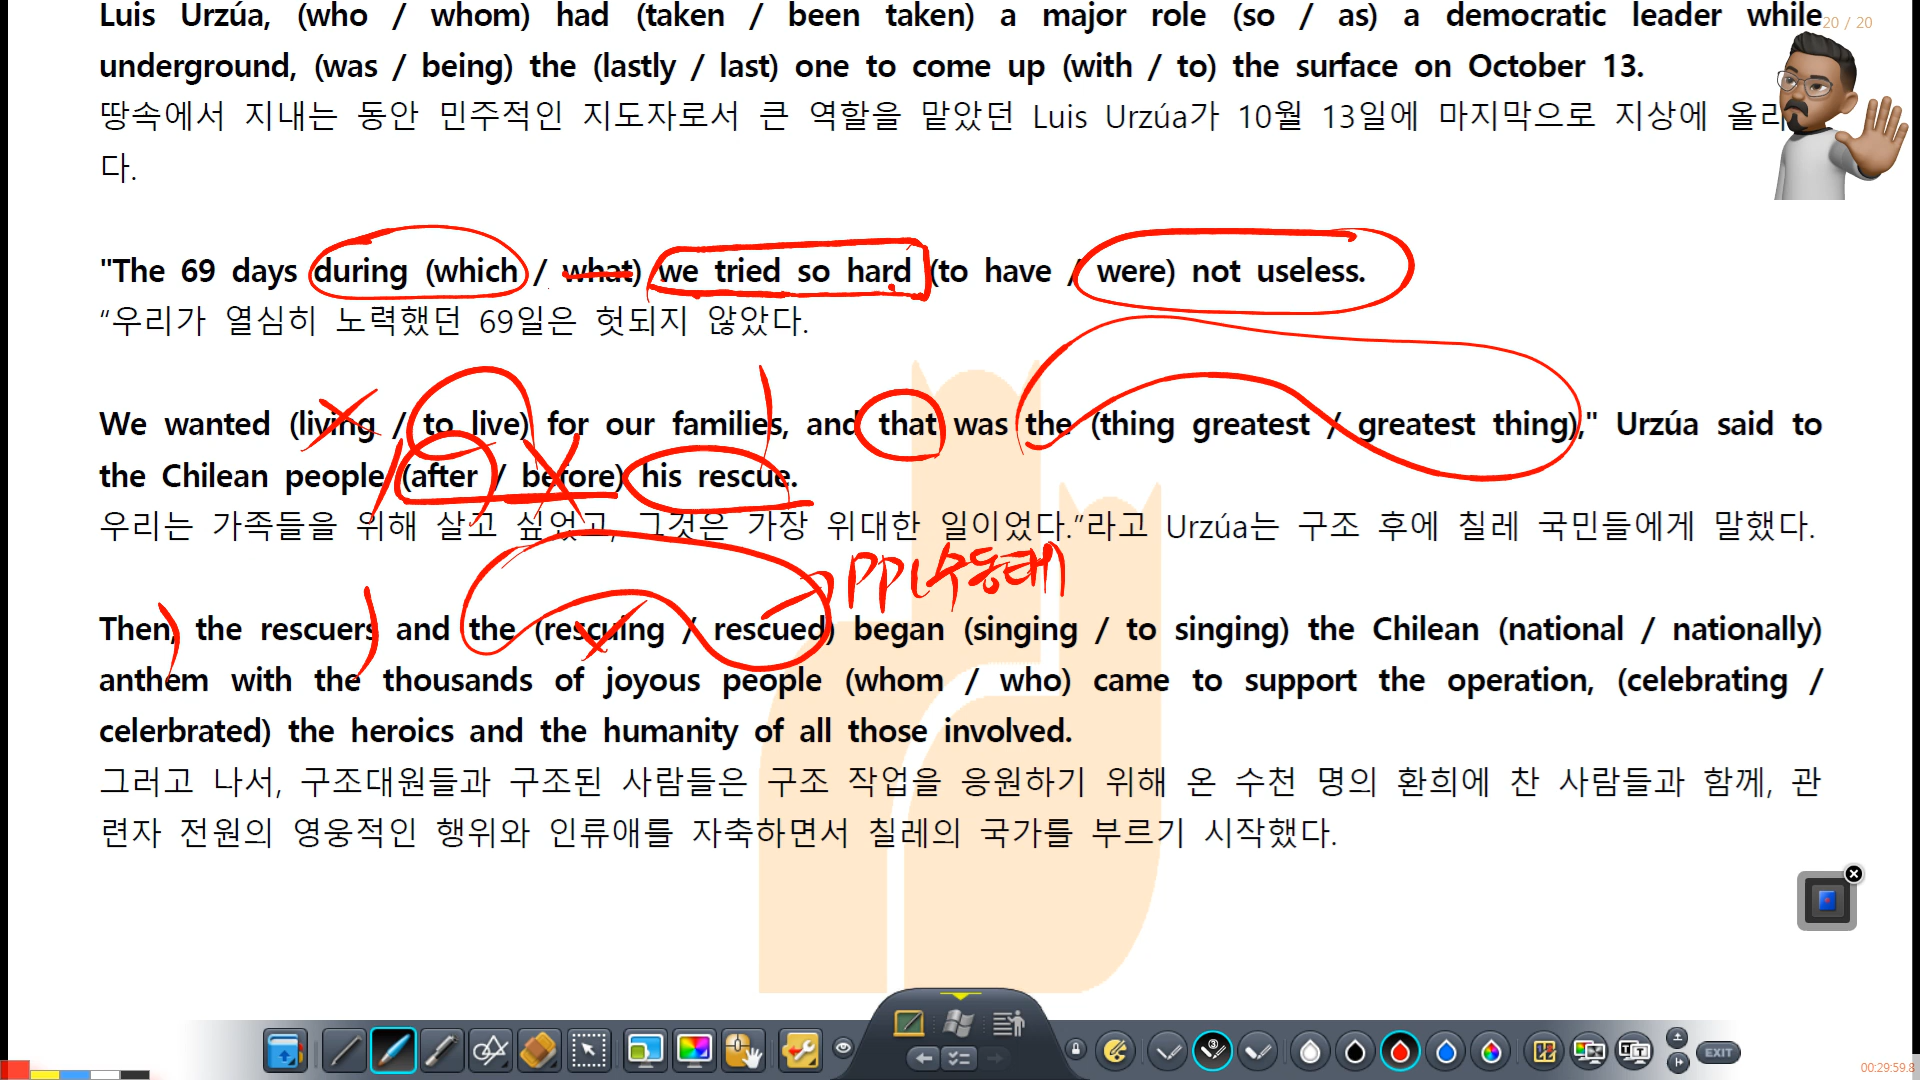 Luis Urzúa, (who / whom) had (taken / been taken) a major role (so / as) a democratic leader while
20 / 20
underground, (was / being) the (lastly / last) one to come up (with / to) the surface on October 13.
땅속에서 지내는 동안 민주적인 지도자로서 큰 역할을 맡았던 Luis Urzúa가 10월 13일에 마지막으로 지상에
다.
"The 69 days during (which / what) we tried so hard (to have / were) not useless.
“우리가 열심히 노력했던 69일은 헛되지 않았다.
We wanted (living / to live) for our families, and that was the (thing greatest / greatest thing)," Urzúa said to
the Chilean people (after / before) his rescue.
우리는 가족들을 위해 살고 싶었고, 그것은 가장 위대한 일이었다.”라고 Urzúa는 구조 후에 칠레 국민들에게 말했다.
PP(수동태)
Then, the rescuers and the (rescuing / rescued) began (singing / to singing) the Chilean (national / nationally)
anthem with the thousands of joyous people (whom / who) came to support the operation, (celebrating /
celerbrated) the heroics and the humanity of all those involved.
그러고 나서, 구조대원들과 구조된 사람들은 구조 작업을 응원하기 위해 온 수천 명의 환희에 찬 사람들과 함께, 관
련자 전원의 영웅적인 행위와 인류애를 자축하면서 칠레의 국가를 부르기 시작했다.
EXIT
00:29:59.8